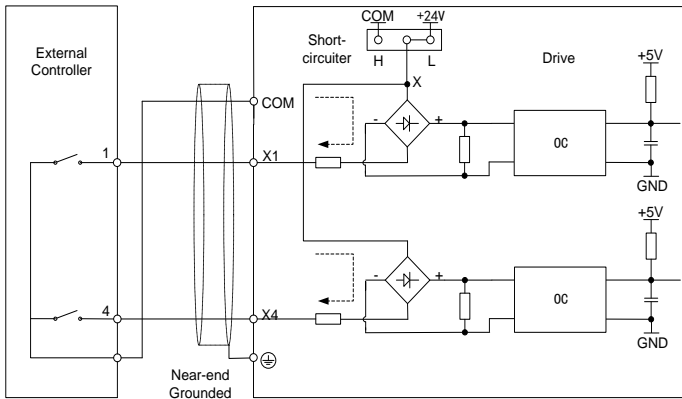 COM +24V
Short-
circuiter
H L
Drive
External
Controller
+5V
X
COM
- +
1
X1
OC
GND
+5V
- +
4
X4
OC
GND
Near-end
Grounded